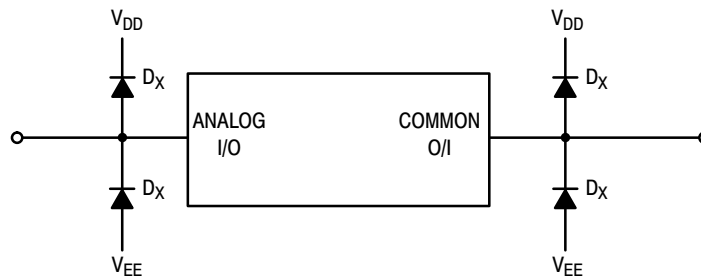 VDD
VDD
DX
DX
ANALOG
I/O
COMMON
O/I
DX
DX
VEE
VEE